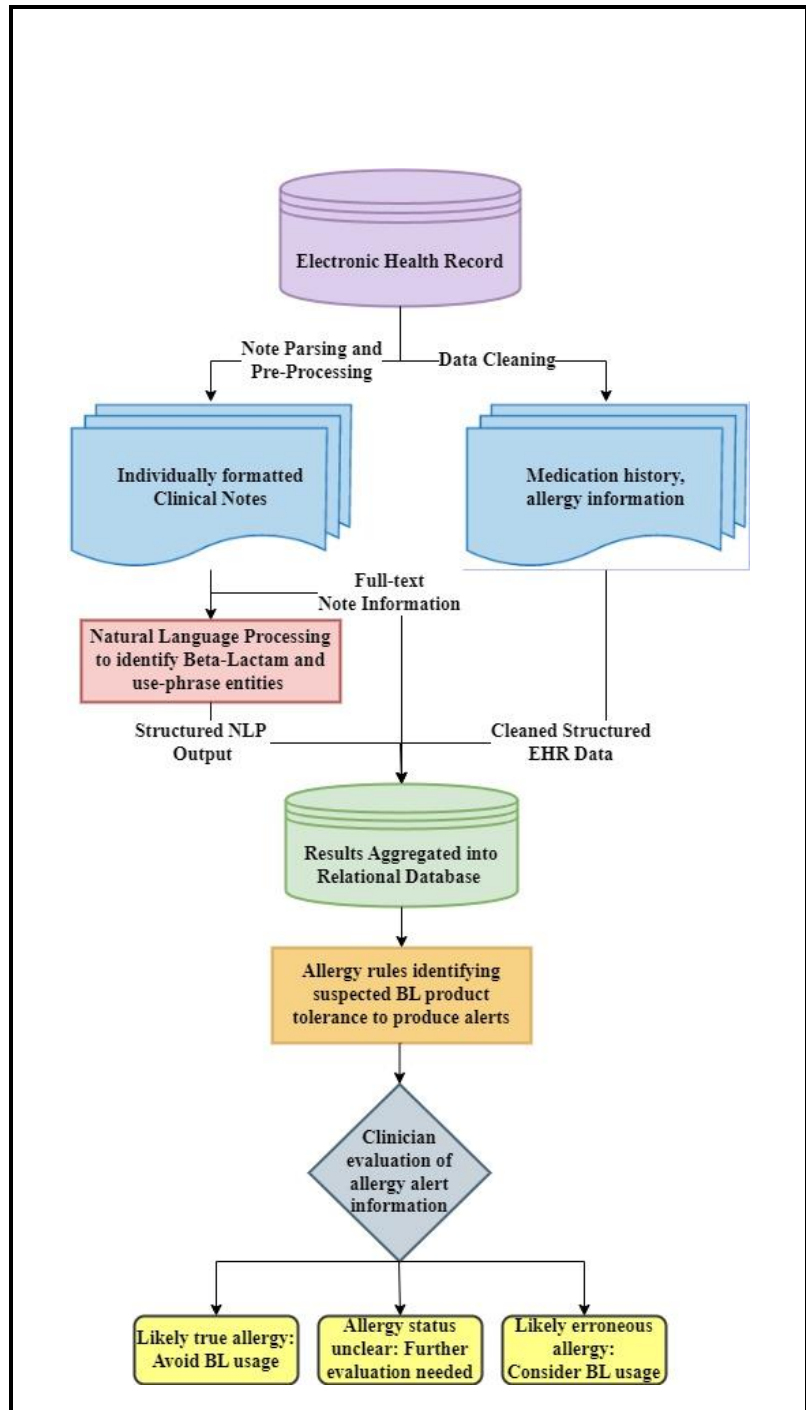 Electronic Health Record
Note Parsing and
Pre-Processing
Data Cleaning
Individually formatted
Clinical Notes
Medication history,
allergy information
Full-text
Note Information
Natural Language Processing
to identify Beta-Lactam and
use-phrase entities
Structured NLP
Output
Cleaned Structured
EHR Data
Results Aggregated into
Relational Database
Allergy rules identifying
suspected BL product
tolerance to produce alerts
Clinician
evaluation of
allergy alert
information
Likely true allergy:
Avoid BL usage
Allergy status
unclear: Further
evaluation needed
Likely erroneous
allergy:
Consider BL usage